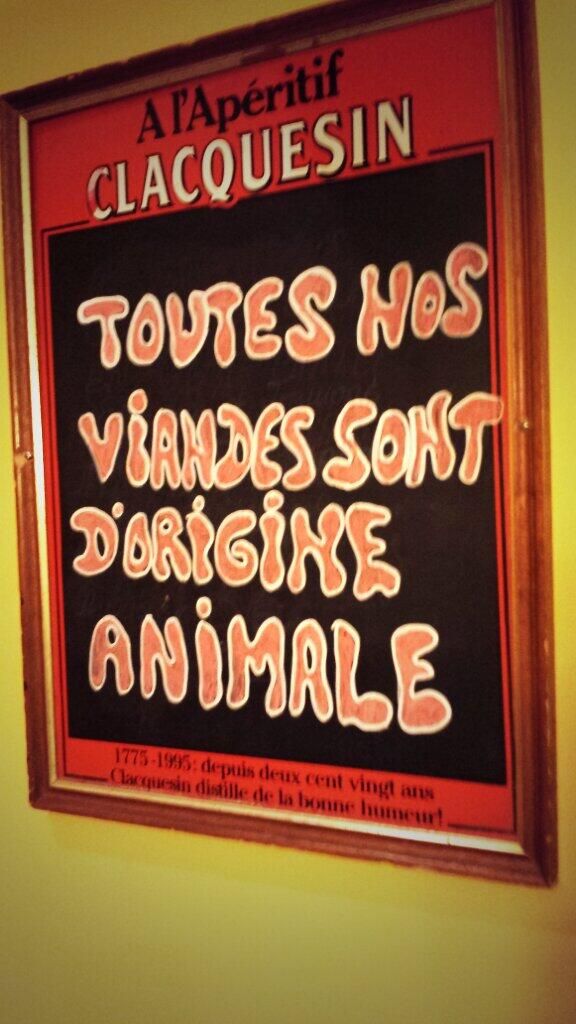 A l'Apéritif
CLACQUESIN
TOUTES NOS
VIANDES SONT
D'ORIGINE
ANIMALE
1775-1995: depuis deux cent vingt ans
Clacquesin distille de la bonne humeur!